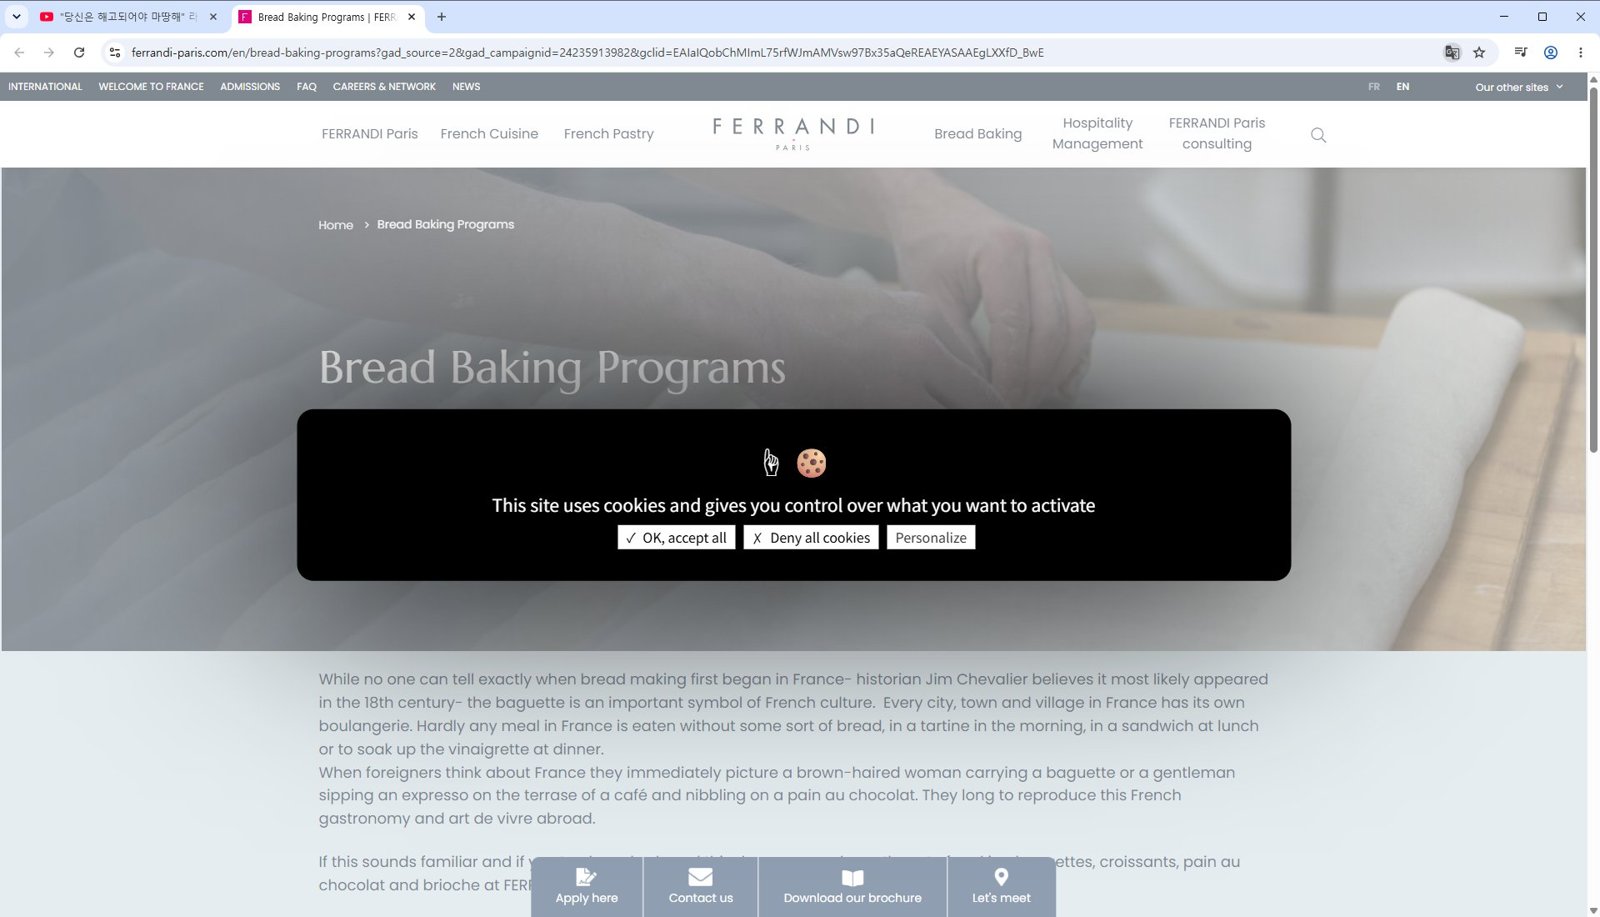 "당신은 해고되어야 마땅해"
Bread Baking Programs | FERR
ferrandi-paris.com/en/bread-baking-programs?gad_source=2&gad_campaignid=24235913982&gclid=EAIaIQobChMImL75rfWJmAMVsw97Bx35aQeREAEYASAAEgLXXfD_BwE
INTERNATIONAL WELCOME TO FRANCE ADMISSIONS FAQ CAREERS & NETWORK NEWS FR EN Our other sites
FERRANDI Paris French Cuisine French Pastry FERRANDI PARIS Bread Baking Hospitality Management FERRANDI Paris consulting
Home > Bread Baking Programs
Bread Baking Programs
This site uses cookies and gives you control over what you want to activate
✓ OK, accept all ✗ Deny all cookies Personalize
While no one can tell exactly when bread making first began in France- historian Jim Chevalier believes it most likely appeared
in the 18th century- the baguette is an important symbol of French culture. Every city, town and village in France has its own
boulangerie. Hardly any meal in France is eaten without some sort of bread, in a tartine in the morning, in a sandwich at lunch
or to soak up the vinaigrette at dinner.
When foreigners think about France they immediately picture a brown-haired woman carrying a baguette or a gentleman
sipping an expresso on the terrase of a café and nibbling on a pain au chocolat. They long to reproduce this French
gastronomy and art de vivre abroad.
If this sounds familiar and if ettes, croissants, pain au
chocolat and brioche at FERR
Apply here Contact us Download our brochure Let's meet